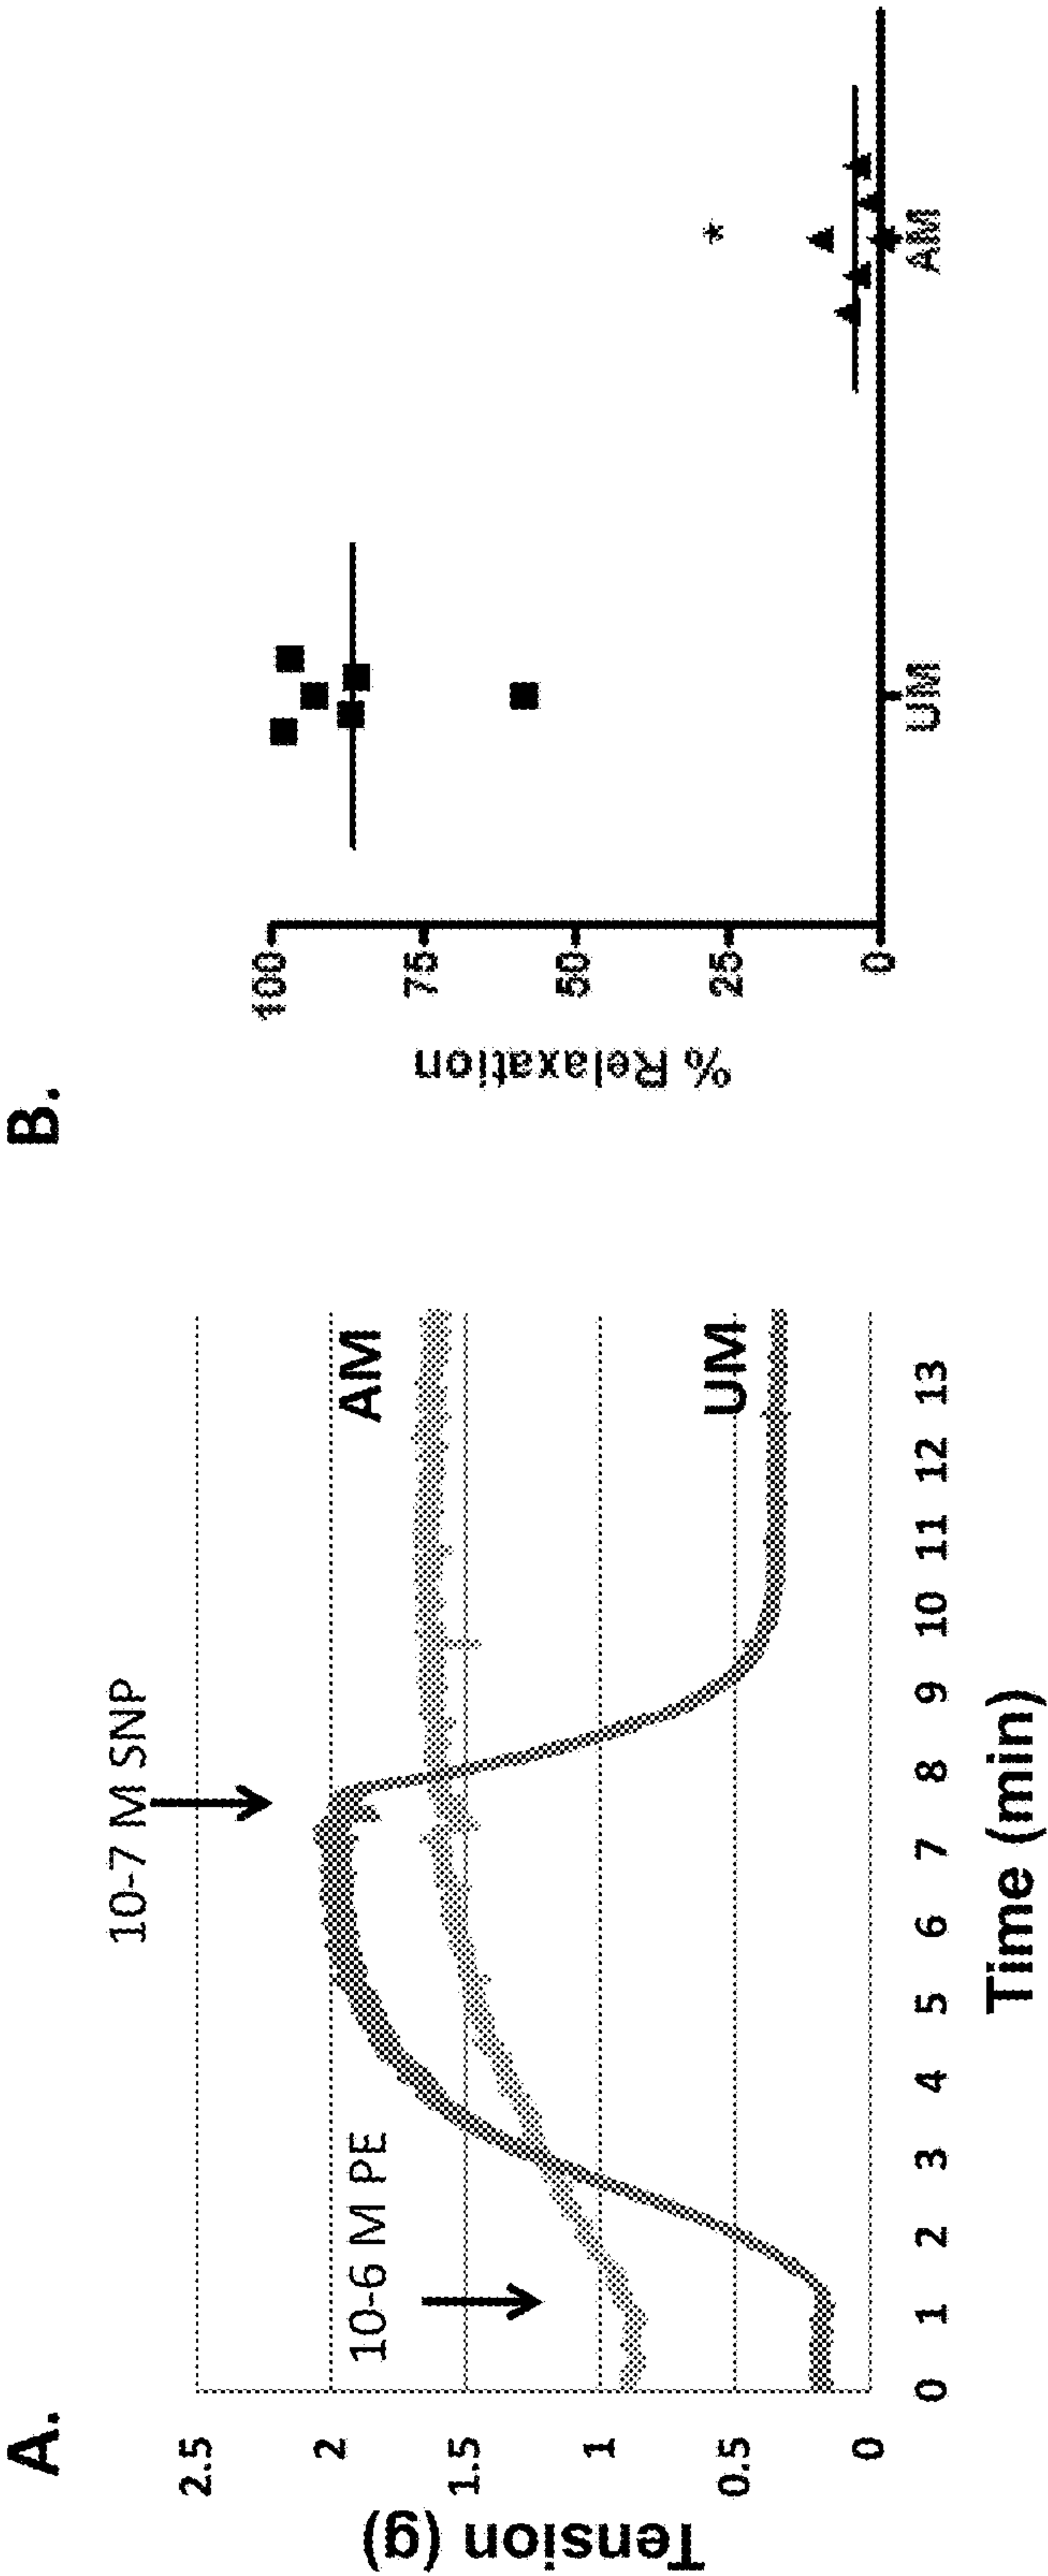 A.
10-7 M SNP
10-6 M PE
AM
UM
2.5
2
1.5
1
0.5
0
Tension (g)
0 1 2 3 4 5 6 7 8 9 10 11 12 13
Time (min)
B.
100
75
50
25
0
% Relaxation
*
UM AM